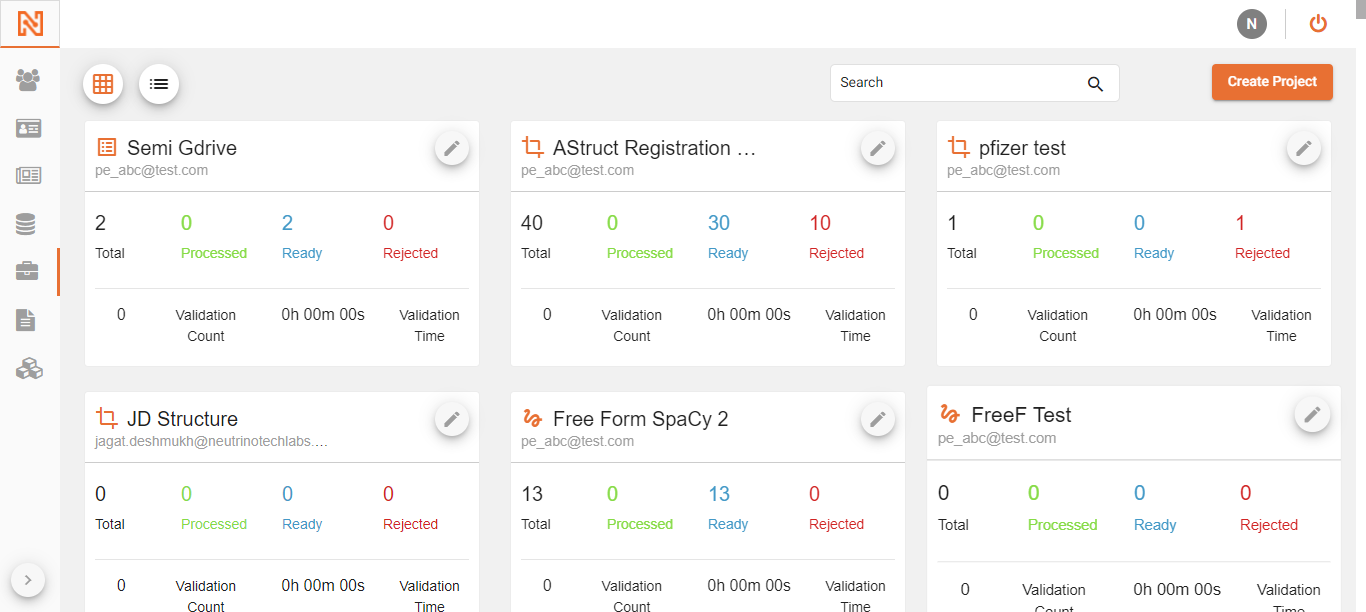 N
Search
Create Project
Semi Gdrive
pe_abc@test.com
2 0 2 0
Total Processed Ready Rejected
0 Validation Count 0h 00m 00s Validation Time
AStruct Registration …
pe_abc@test.com
40 0 30 10
Total Processed Ready Rejected
0 Validation Count 0h 00m 00s Validation Time
pfizer test
pe_abc@test.com
1 0 0 1
Total Processed Ready Rejected
0 Validation Count 0h 00m 00s Validation Time
JD Structure
jagat.deshmukh@neutrinotechlabs.…
0 0 0 0
Total Processed Ready Rejected
0 Validation Count 0h 00m 00s Validation Time
Free Form SpaCy 2
pe_abc@test.com
13 0 13 0
Total Processed Ready Rejected
0 Validation Count 0h 00m 00s Validation Time
FreeF Test
pe_abc@test.com
0 0 0 0
Total Processed Ready Rejected
0 Validation Count 0h 00m 00s Validation Time